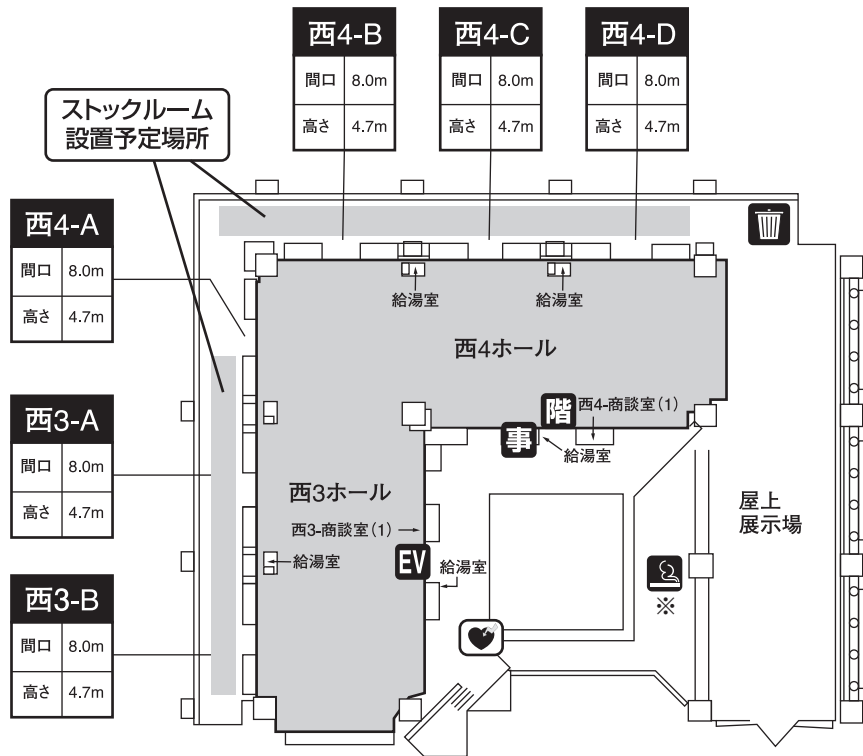 西4-B
間口 8.0m
高さ 4.7m
西4-C
間口 8.0m
高さ 4.7m
西4-D
間口 8.0m
高さ 4.7m
ストックルーム
設置予定場所
西4-A
間口 8.0m
高さ 4.7m
給湯室
給湯室
西4ホール
階
西4-商談室(1)
事
給湯室
西3-A
間口 8.0m
高さ 4.7m
西3ホール
屋上
展示場
西3-商談室(1)
給湯室
EV
給湯室
※
西3-B
間口 8.0m
高さ 4.7m